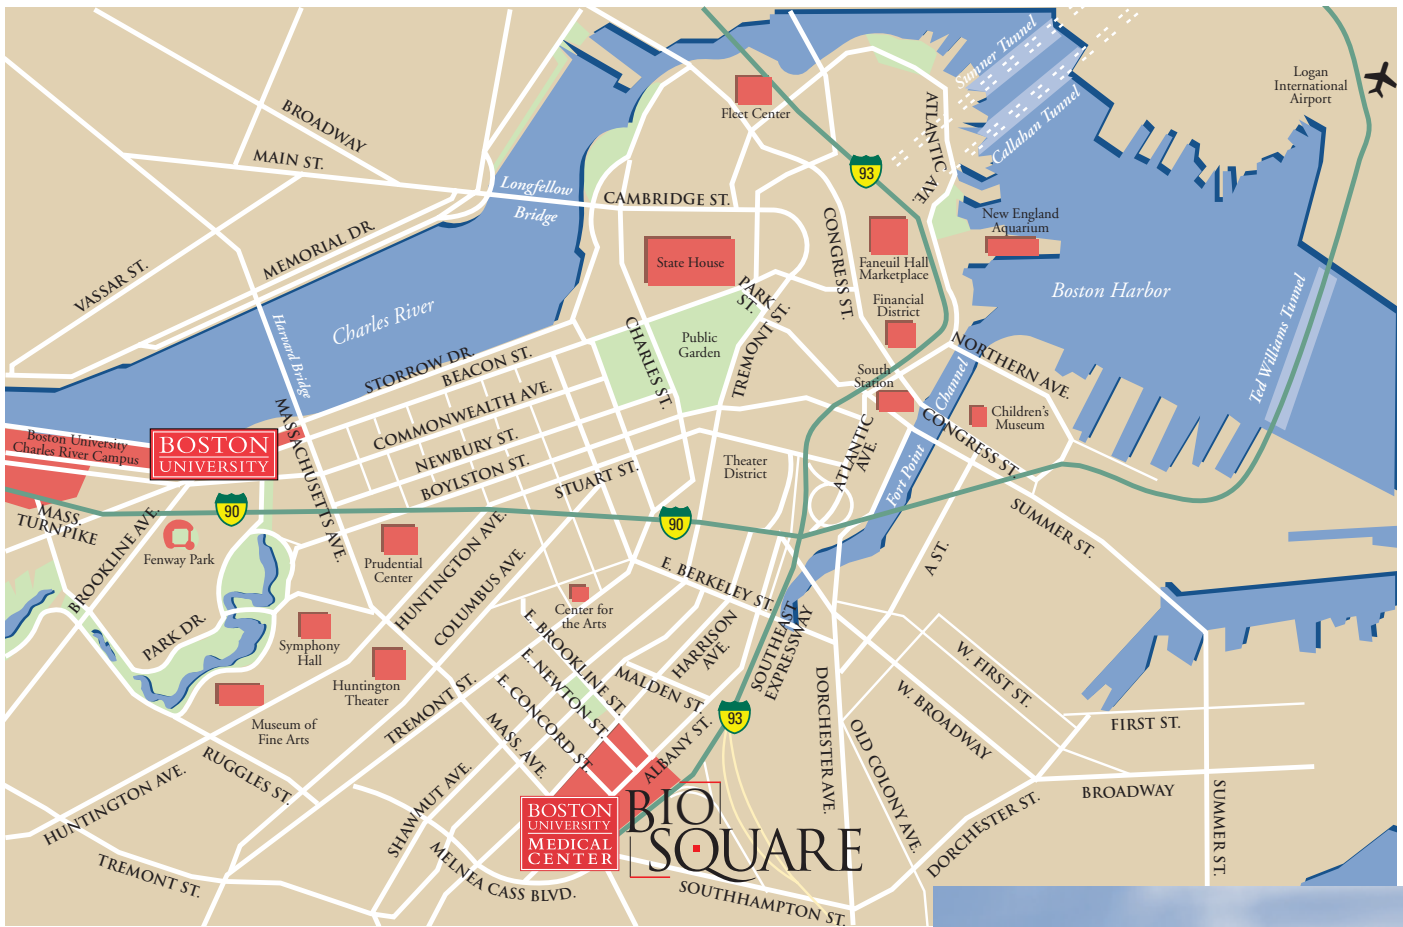 Sumner Tunnel
Callahan Tunnel
Logan
International
Airport
BROADWAY
MAIN ST.
Fleet Center
ATLANTIC AVE.
93
Longfellow
Bridge
CAMBRIDGE ST.
New England
Aquarium
MEMORIAL DR.
VASSAR ST.
State House
CONGRESS ST.
Faneuil Hall
Marketplace
Financial
District
Boston Harbor
Ted Williams Tunnel
Charles River
Harvard Bridge
PARK
ST.
TREMONT ST.
Public
Garden
CHARLES ST.
STORROW DR.
BEACON ST.
COMMONWEALTH AVE.
NEWBURY ST.
BOYLSTON ST.
STUART ST.
NORTHERN AVE.
South
Station
Fort Point
Channel
Children's
Museum
CONGRESS ST.
ATLANTIC
AVE.
Theater
District
Boston University
Charles River Campus
BOSTON
UNIVERSITY
MASSACHUSETTS AVE.
90
90
MASS.
TURNPIKE
BROOKLINE AVE.
Fenway Park
Prudential
Center
HUNTINGTON AVE.
COLUMBUS AVE.
SUMMER ST.
A ST.
E. BERKELEY ST.
Center for
the Arts
PARK DR.
Symphony
Hall
Huntington
Theater
Museum of
Fine Arts
E. BROOKLINE ST.
E. NEWTON ST.
E. CONCORD ST.
MASS. AVE.
MALDEN ST.
HARRISON
AVE.
SOUTHEAST
EXPRESSWAY
W. FIRST ST.
W. BROADWAY
FIRST ST.
BROADWAY
SUMMER ST.
DORCHESTER AVE.
OLD COLONY AVE.
DORCHESTER ST.
93
ALBANY ST.
TREMONT ST.
RUGGLES ST.
HUNTINGTON AVE.
TREMONT ST.
SHAWMUT AVE.
MELNEA CASS BLVD.
BOSTON
UNIVERSITY
MEDICAL
CENTER
BIO
SQUARE
SOUTHHAMPTON ST.